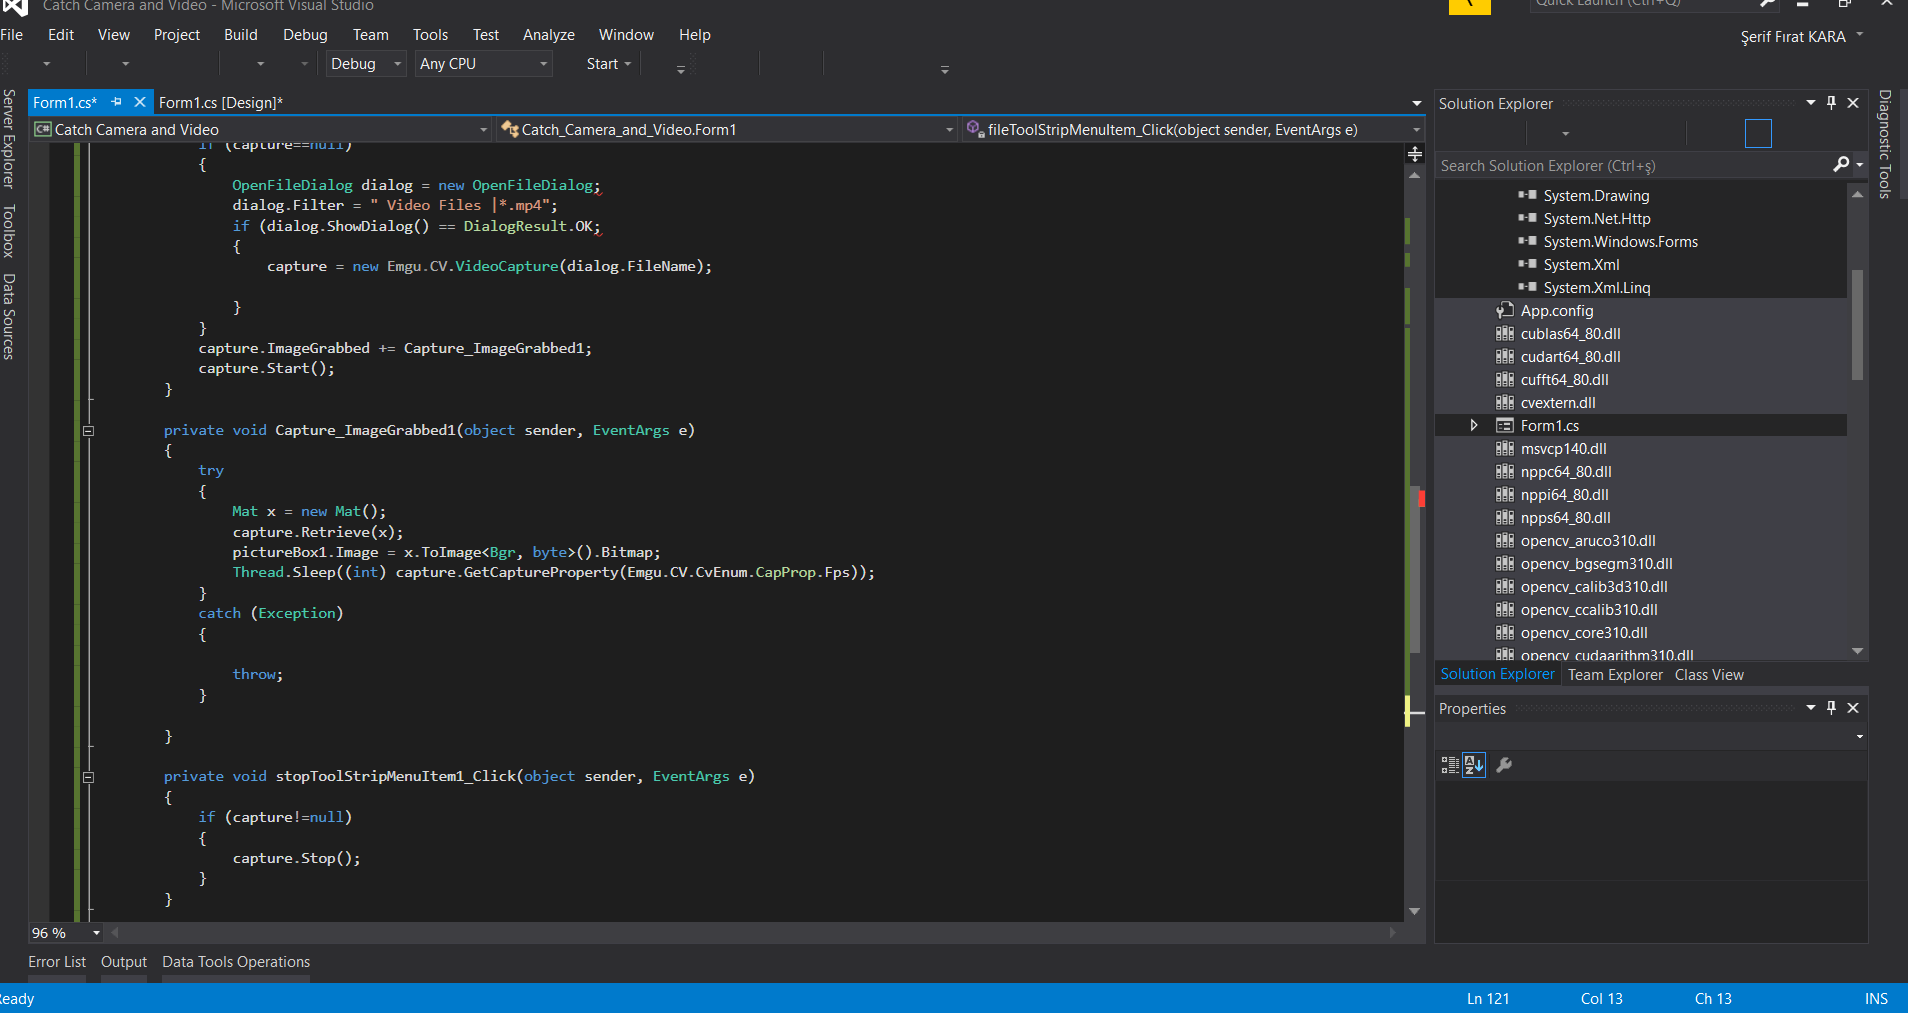 Catch Camera and Video - Microsoft Visual Studio
Quick Launch (Ctrl+Q)
File Edit View Project Build Debug Team Tools Test Analyze Window Help
Şerif Fırat KARA
Debug Any CPU Start
Form1.cs* Form1.cs [Design]*
Catch Camera and Video Catch_Camera_and_Video.Form1 fileToolStripMenuItem_Click(object sender, EventArgs e)
Server Explorer
Toolbox
Data Sources
if (capture==null)
{
OpenFileDialog dialog = new OpenFileDialog;
dialog.Filter = " Video Files |*.mp4";
if (dialog.ShowDialog() == DialogResult.OK;
{
capture = new Emgu.CV.VideoCapture(dialog.FileName);
}
}
capture.ImageGrabbed += Capture_ImageGrabbed1;
capture.Start();
}
private void Capture_ImageGrabbed1(object sender, EventArgs e)
{
try
{
Mat x = new Mat();
capture.Retrieve(x);
pictureBox1.Image = x.ToImage<Bgr, byte>().Bitmap;
Thread.Sleep((int) capture.GetCaptureProperty(Emgu.CV.CvEnum.CapProp.Fps));
}
catch (Exception)
{
throw;
}
}
private void stopToolStripMenuItem1_Click(object sender, EventArgs e)
{
if (capture!=null)
{
capture.Stop();
}
}
96 %
Solution Explorer
Search Solution Explorer (Ctrl+ş)
System.Drawing
System.Net.Http
System.Windows.Forms
System.Xml
System.Xml.Linq
App.config
cublas64_80.dll
cudart64_80.dll
cufft64_80.dll
cvextern.dll
Form1.cs
msvcp140.dll
nppc64_80.dll
nppi64_80.dll
npps64_80.dll
opencv_aruco310.dll
opencv_bgsegm310.dll
opencv_calib3d310.dll
opencv_ccalib310.dll
opencv_core310.dll
opencv_cudaarithm310.dll
Solution Explorer Team Explorer Class View
Properties
Diagnostic Tools
Error List Output Data Tools Operations
Ready Ln 121 Col 13 Ch 13 INS